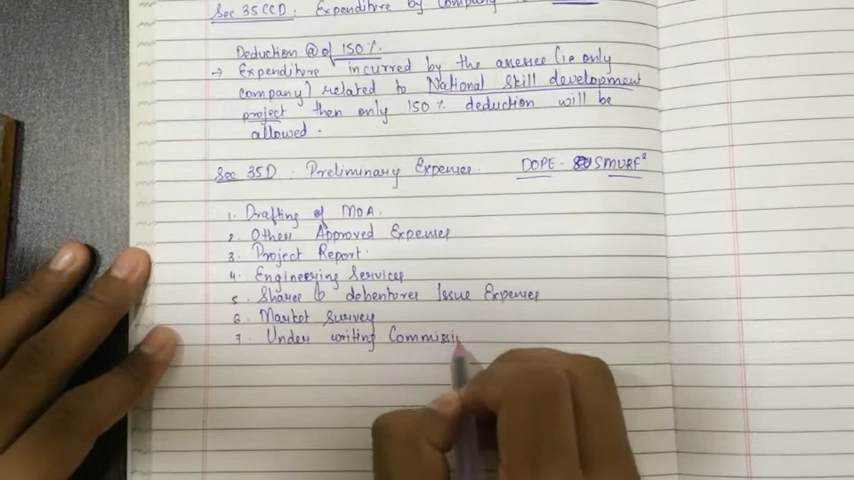 Sec 35CCD : Expenditure by Company
Deduction @ of 150%.
→ Expenditure incurred by the assesee (ie only
company) related to National Skill development
project then only 150% deduction will be
allowed.
Sec 35D . Preliminary Expenses. DOPE - SMURF²
1. Drafting of MOA.
2. Other Approved Expenses
3. Project Report.
4. Engineering Services
5. Shares & debentures Issue Expenses
6. Market Survey
7. Under writing Commissi